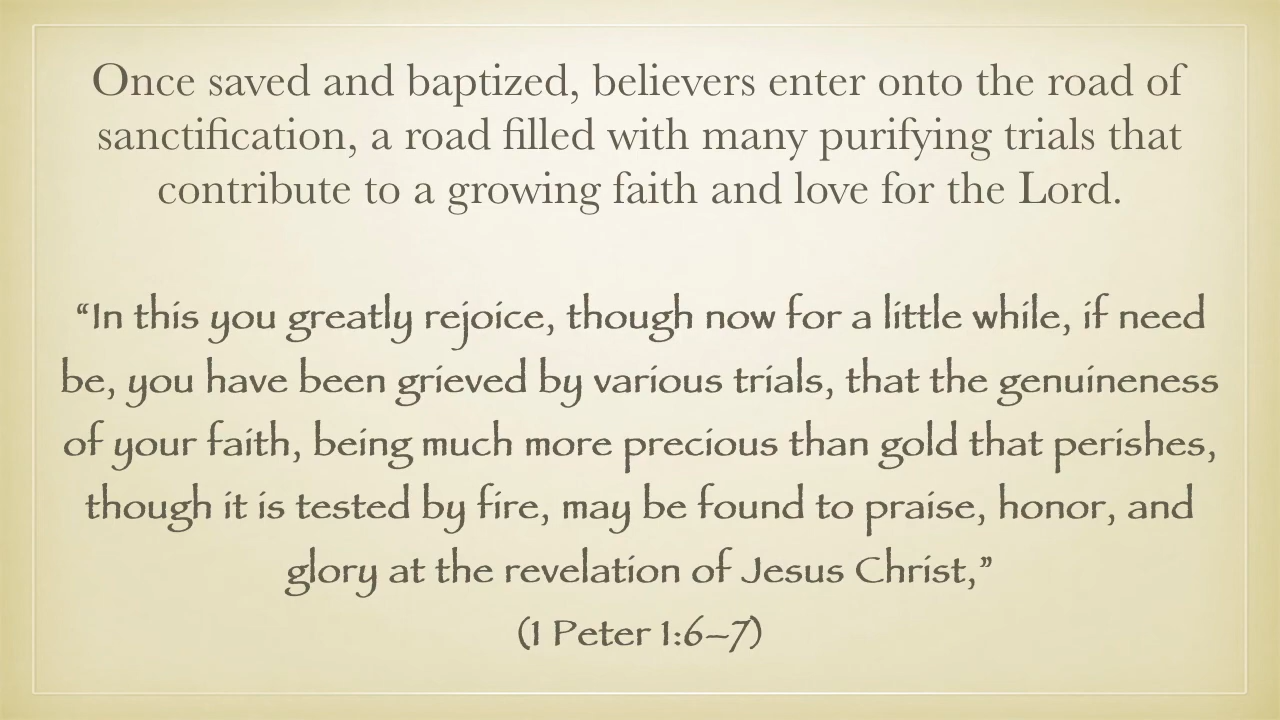 Once saved and baptized, believers enter onto the road of
sanctification, a road filled with many purifying trials that
contribute to a growing faith and love for the Lord.
“In this you greatly rejoice, though now for a little while, if need
be, you have been grieved by various trials, that the genuineness
of your faith, being much more precious than gold that perishes,
though it is tested by fire, may be found to praise, honor, and
glory at the revelation of Jesus Christ,”
(1 Peter 1:6–7)